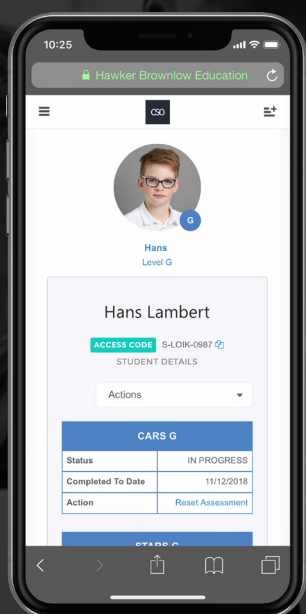 10:25
Hawker Brownlow Education
CSO
G
Hans
Level G
Hans Lambert
ACCESS CODE S-LOIK-0987
STUDENT DETAILS
Actions
CARS G
Status IN PROGRESS
Completed To Date 11/12/2018
Action Reset Assessment
STARS G